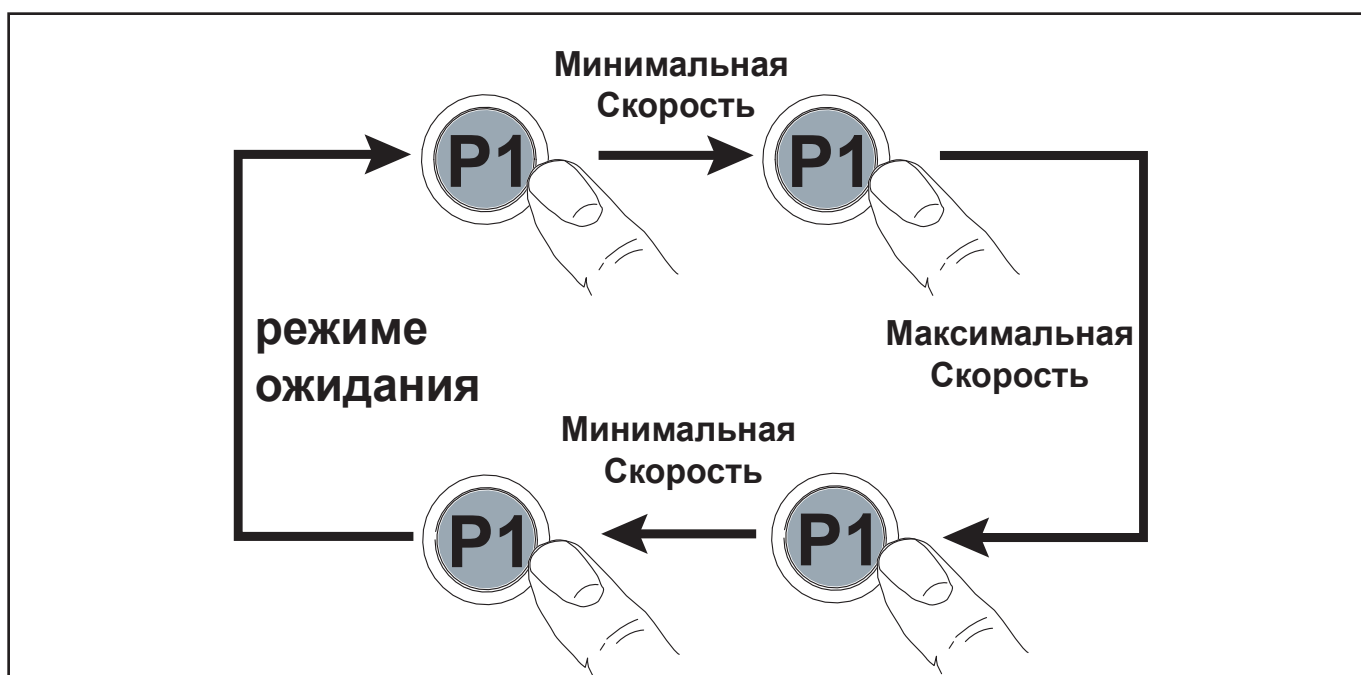 Минимальная
Скорость
P1
P1
режиме
ожидания
Максимальная
Скорость
Минимальная
Скорость
P1
P1